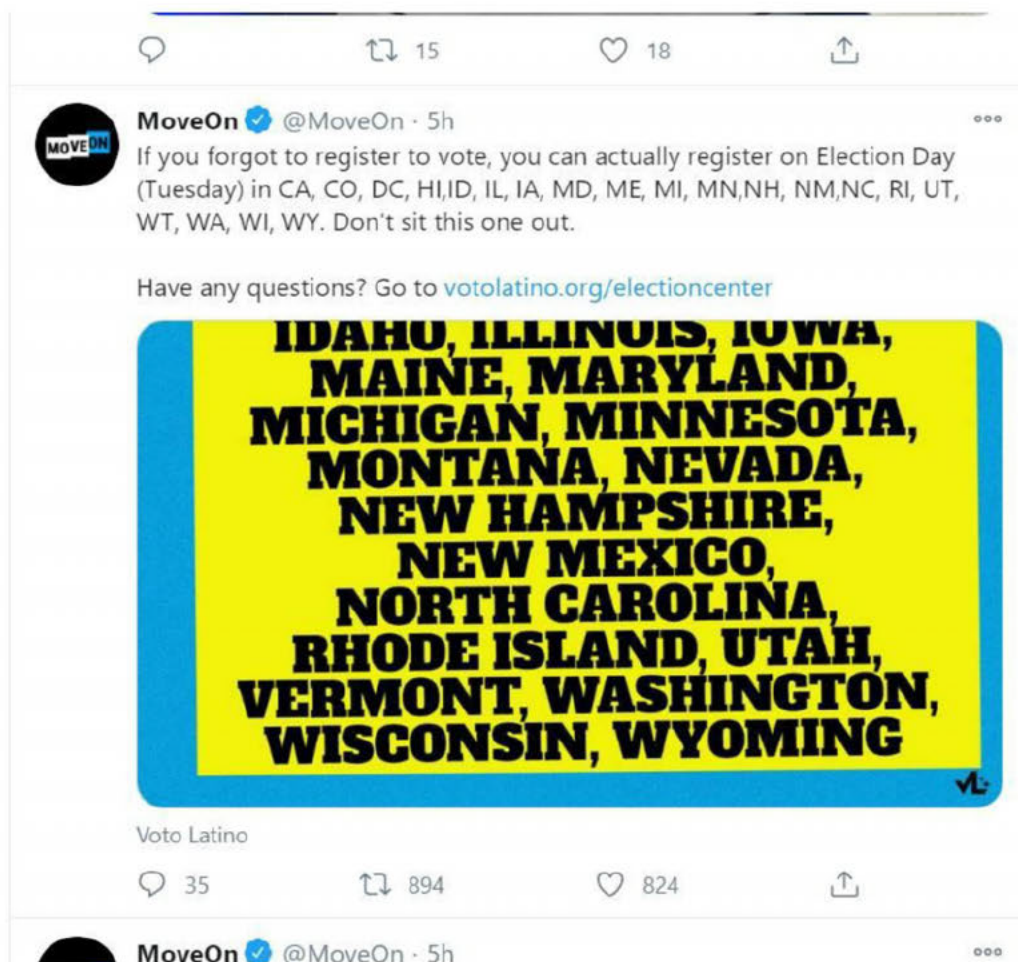 15 18
MoveOn @MoveOn · 5h
MOVEON
If you forgot to register to vote, you can actually register on Election Day
(Tuesday) in CA, CO, DC, HI,ID, IL, IA, MD, ME, MI, MN,NH, NM,NC, RI, UT,
WT, WA, WI, WY. Don't sit this one out.
Have any questions? Go to votolatino.org/electioncenter
IDAHO, ILLINOIS, IOWA,
MAINE, MARYLAND,
MICHIGAN, MINNESOTA,
MONTANA, NEVADA,
NEW HAMPSHIRE,
NEW MEXICO,
NORTH CAROLINA,
RHODE ISLAND, UTAH,
VERMONT, WASHINGTON,
WISCONSIN, WYOMING
VL
Voto Latino
35 894 824
MoveOn @MoveOn · 5h